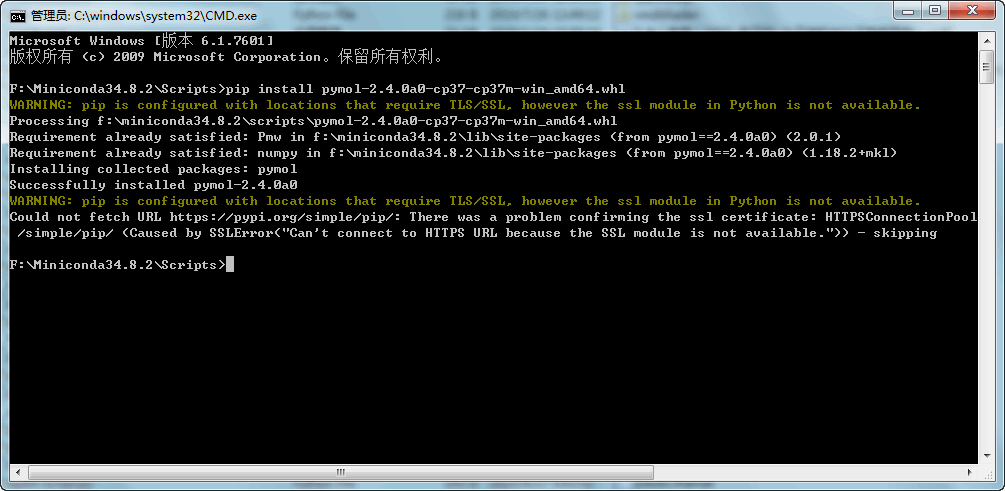 管理员: C:\windows\system32\CMD.exe
Microsoft Windows [版本 6.1.7601]
版权所有 (c) 2009 Microsoft Corporation。保留所有权利。
F:\Miniconda34.8.2\Scripts>pip install pymol-2.4.0a0-cp37-cp37m-win_amd64.whl
WARNING: pip is configured with locations that require TLS/SSL, however the ssl module in Python is not available.
Processing f:\miniconda34.8.2\scripts\pymol-2.4.0a0-cp37-cp37m-win_amd64.whl
Requirement already satisfied: Pmw in f:\miniconda34.8.2\lib\site-packages (from pymol==2.4.0a0) (2.0.1)
Requirement already satisfied: numpy in f:\miniconda34.8.2\lib\site-packages (from pymol==2.4.0a0) (1.18.2+mkl)
Installing collected packages: pymol
Successfully installed pymol-2.4.0a0
WARNING: pip is configured with locations that require TLS/SSL, however the ssl module in Python is not available.
Could not fetch URL https://pypi.org/simple/pip/: There was a problem confirming the ssl certificate: HTTPSConnectionPool
/simple/pip/ (Caused by SSLError("Can't connect to HTTPS URL because the SSL module is not available.")) - skipping
F:\Miniconda34.8.2\Scripts>